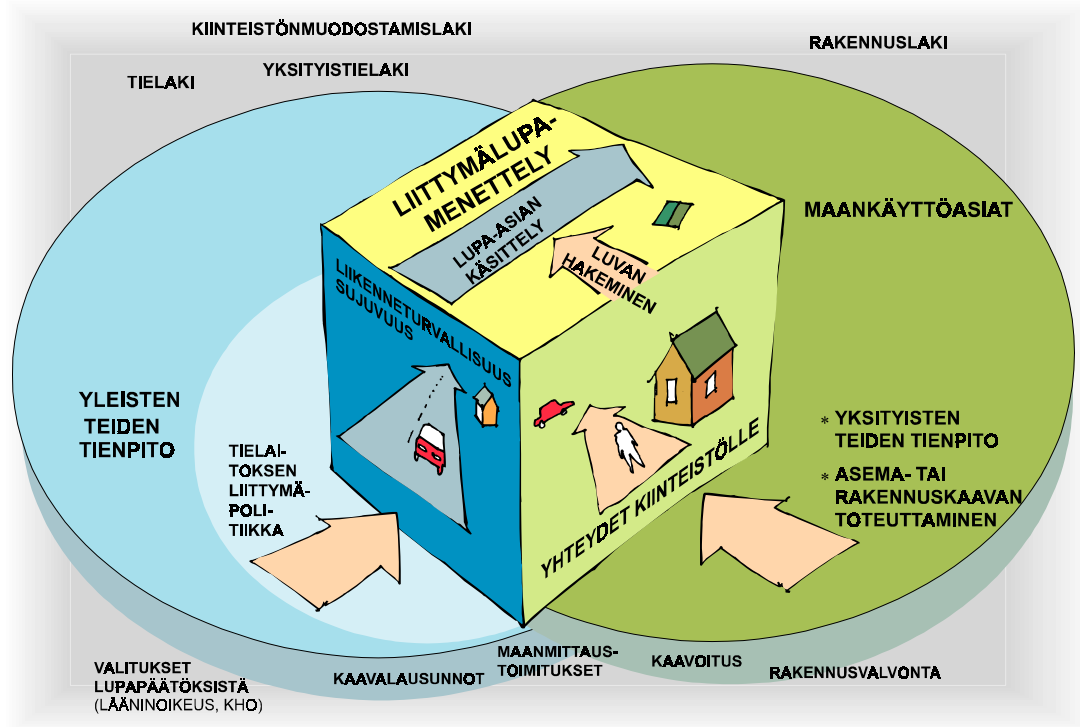 KIINTEISTÖNMUODOSTAMISLAKI
RAKENNUSLAKI
TIELAKI
YKSITYISTIELAKI
LIITTYMÄLUPA-
MENETTELY
LUPA-ASIAN
KÄSITTELY
LUVAN
HAKEMINEN
MAANKÄYTTÖASIAT
LIIKENNETURVALLISUUS
SUJUVUUS
YLEISTEN
TEIDEN
TIENPITO
TIELAI-
TOKSEN
LIITTYMÄ-
POLI-
TIIKKA
YHTEYDET KIINTEISTÖLLE
* YKSITYISTEN
TEIDEN TIENPITO
* ASEMA- TAI
RAKENNUSKAAVAN
TOTEUTTAMINEN
VALITUKSET
LUPAPÄÄTÖKSISTÄ
(LÄÄNINOIKEUS, KHO)
KAAVALAUSUNNOT
MAANMITTAUS-
TOIMITUKSET
KAAVOITUS
RAKENNUSVALVONTA